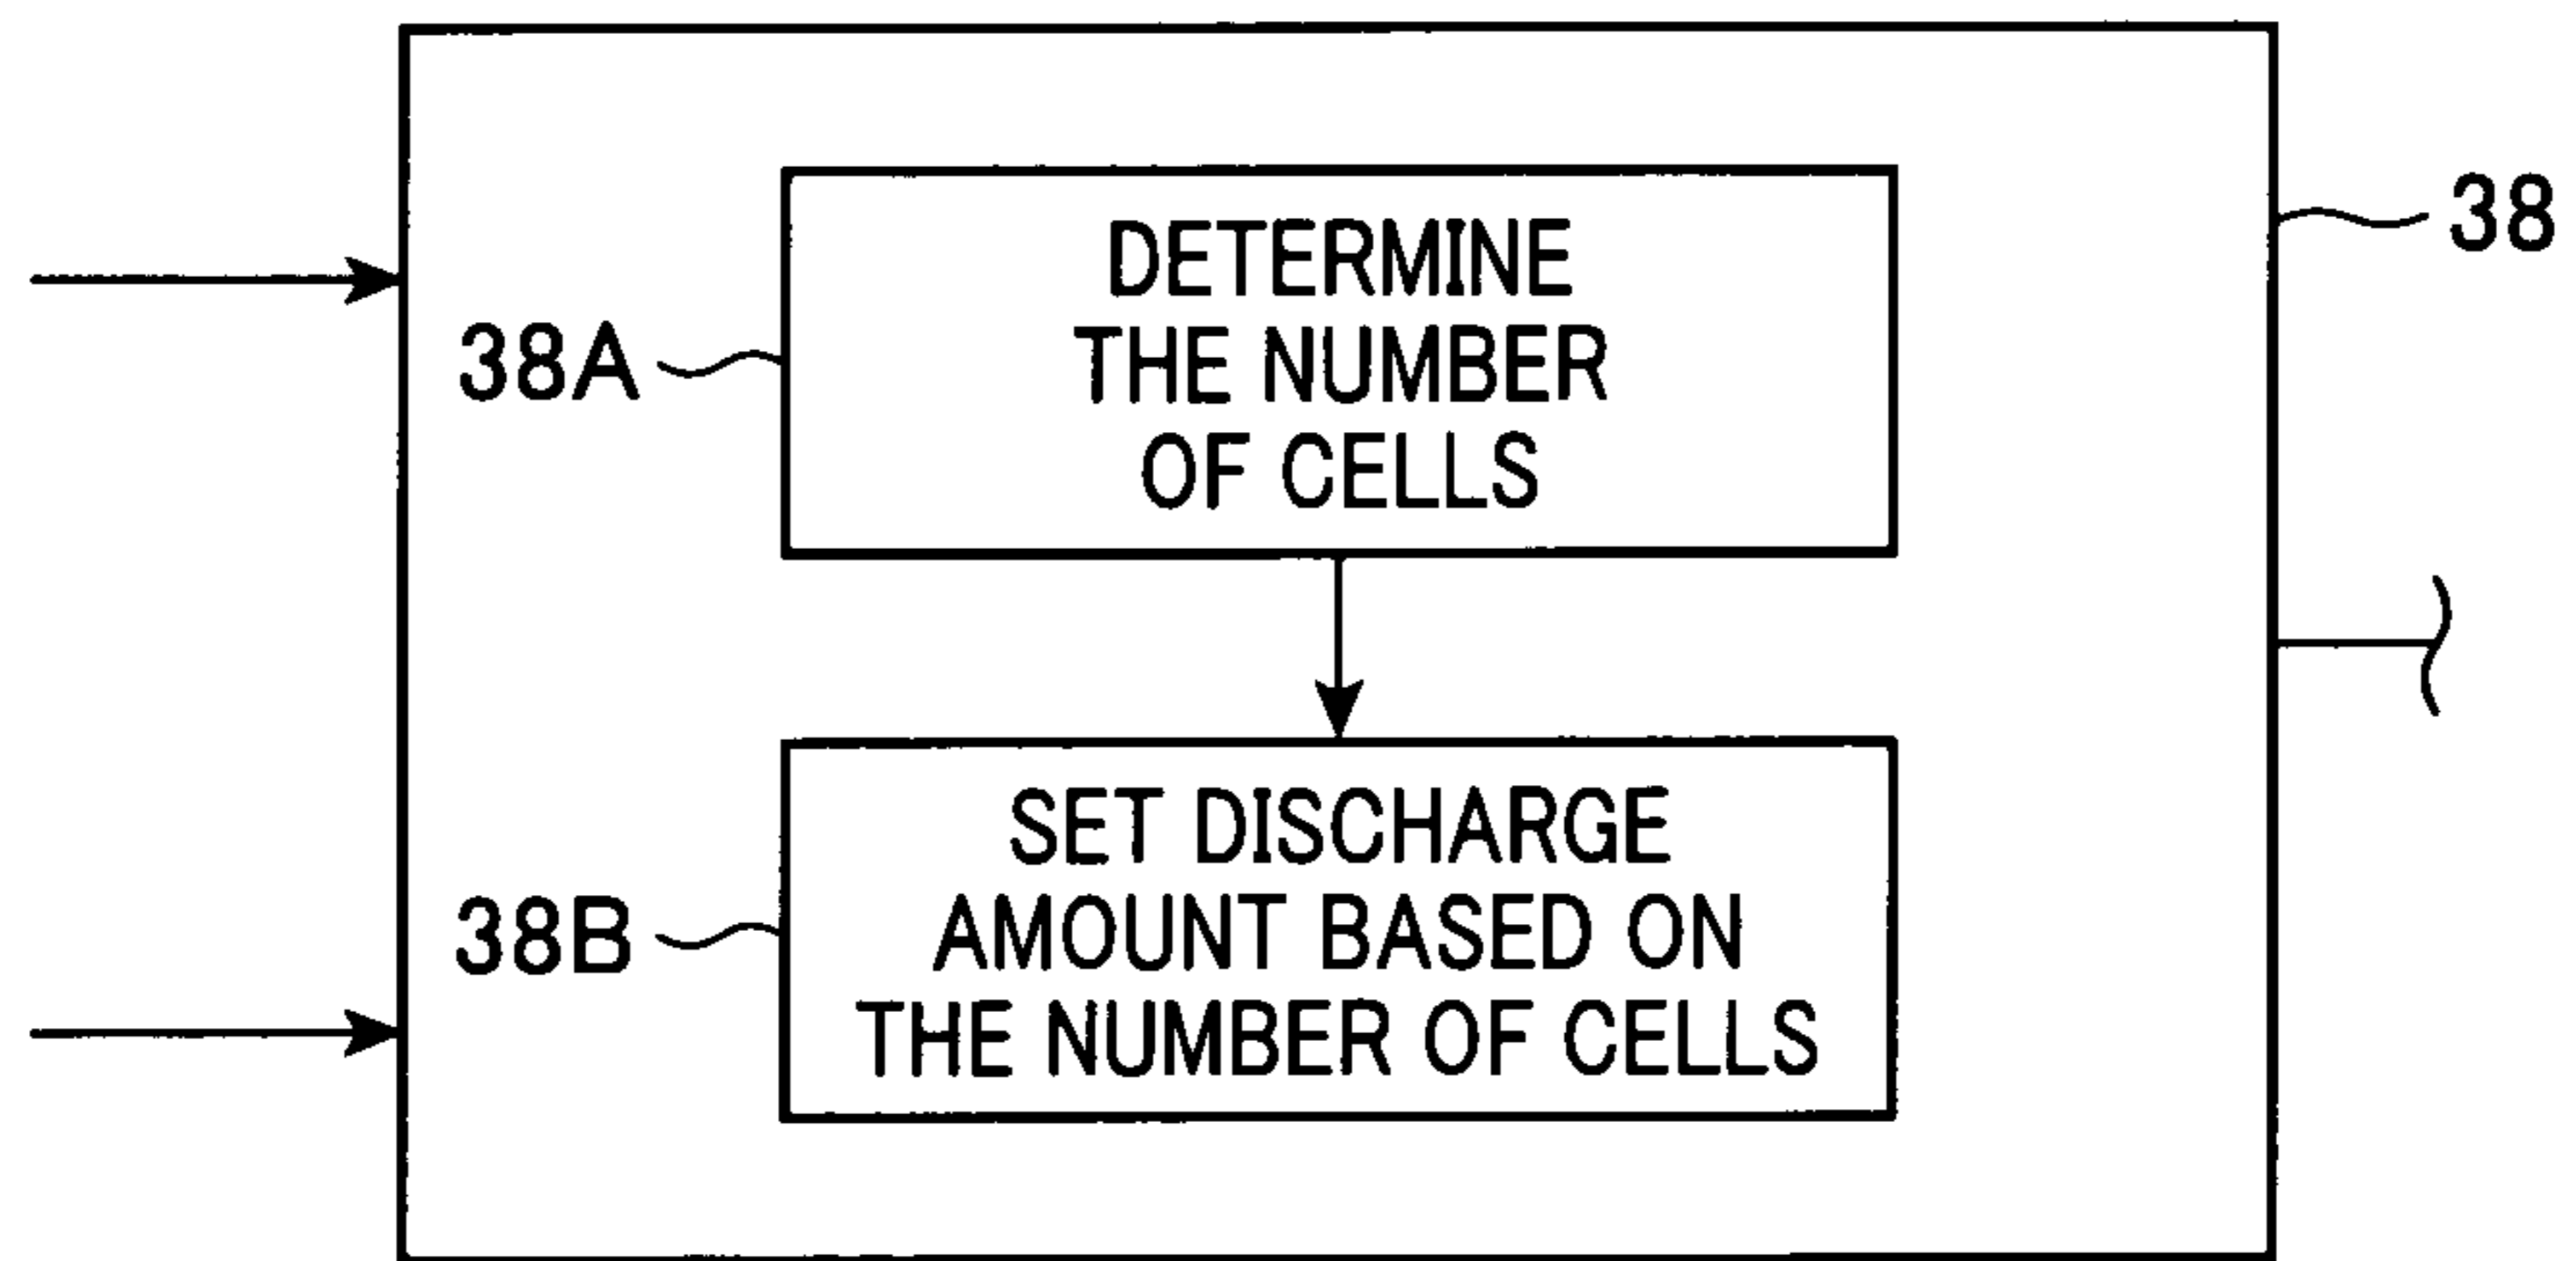 38
38A
DETERMINE
THE NUMBER
OF CELLS
38B
SET DISCHARGE
AMOUNT BASED ON
THE NUMBER OF CELLS